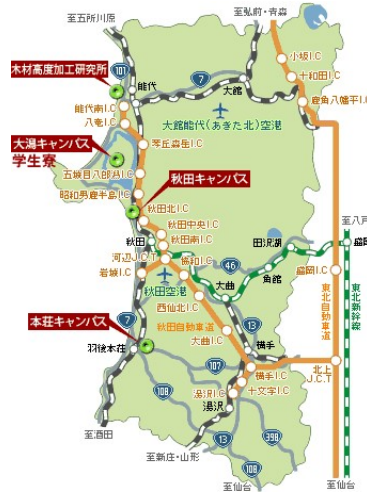 至五所川原
至弘前・青森
木材高度加工研究所
101
7
小坂I.C
十和田I.C
能代
大館
鹿角八幡平I.C
能代南I.C
八竜I.C
大館能代(あきた北)空港
大潟キャンパス
学生寮
琴丘森岳I.C
五城目八郎潟I.C
秋田キャンパス
昭和男鹿半島I.C
秋田北I.C
秋田中央I.C
秋田
秋田南I.C
田沢湖
至八戸
盛岡
河辺J.C.T
協和I.C
46
角館
盛岡I.C
岩城I.C
秋田空港
大曲
東北自動車道
東北新幹線
7
西仙北I.C
本荘キャンパス
秋田自動車道
13
大曲I.C
横手
羽後本荘
107
北上
J.C.T
横手I.C
108
十文字I.C
湯沢I.C
湯沢
398
13
至酒田
108
至新庄・山形
至仙台
至仙台